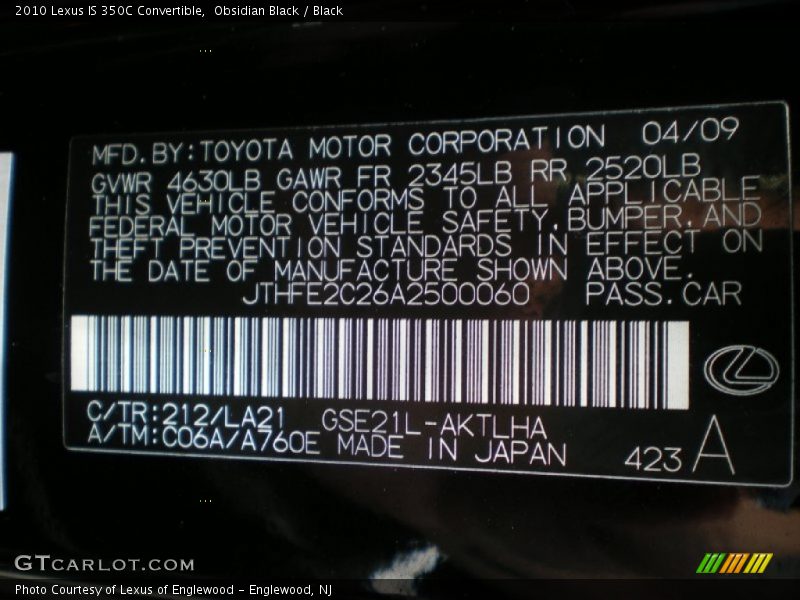 2010 Lexus IS 350C Convertible,  Obsidian Black / Black
MFD.BY:TOYOTA MOTOR CORPORATION 04/09
GVWR 4630LB GAWR FR 2345LB RR 2520LB
THIS VEHICLE CONFORMS TO ALL APPLICABLE
FEDERAL MOTOR VEHICLE SAFETY,BUMPER,AND
THEFT PREVENTION STANDARDS IN EFFECT ON
THE DATE OF MANUFACTURE SHOWN ABOVE.
JTHFE2C26A2500060 PASS.CAR
C/TR:212/LA21 GSE21L-AKTLHA
A/TM:C06A/A760E MADE IN JAPAN 423 A
GTCARLOT.COM
Photo Courtesy of Lexus of Englewood – Englewood, NJ